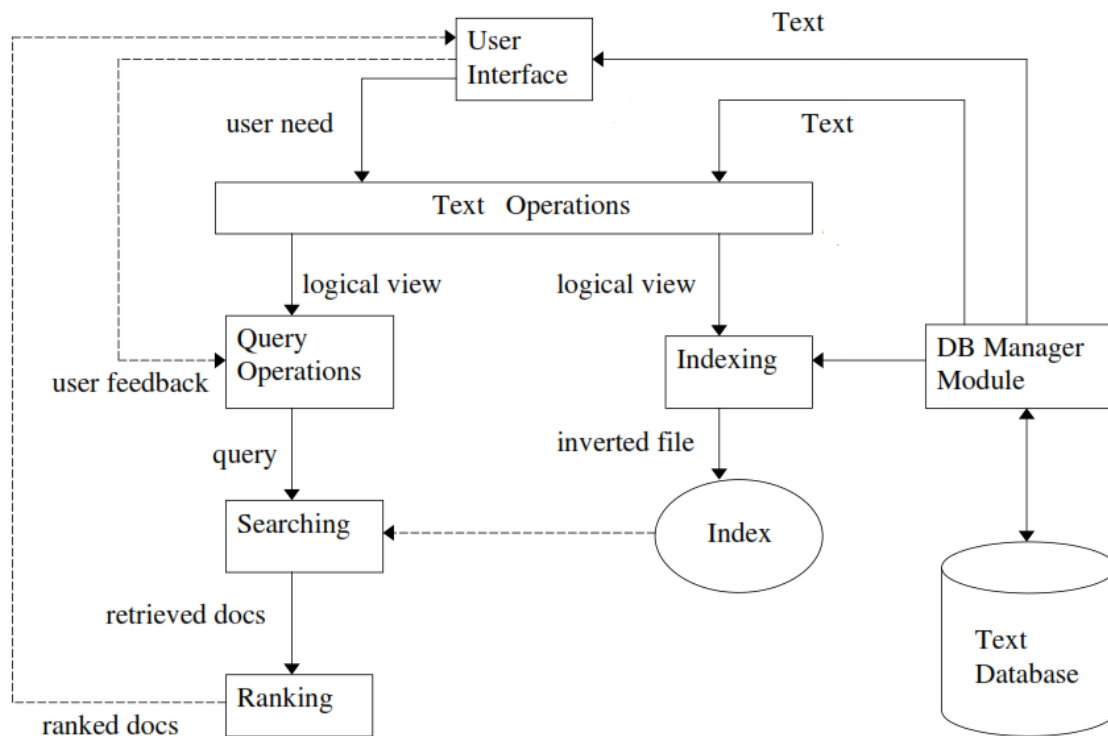 Text
User
Interface
user need
Text
Text Operations
logical view
logical view
Query
Operations
Indexing
DB Manager
Module
user feedback
query
inverted file
Searching
Index
retrieved docs
Text
Database
Ranking
ranked docs